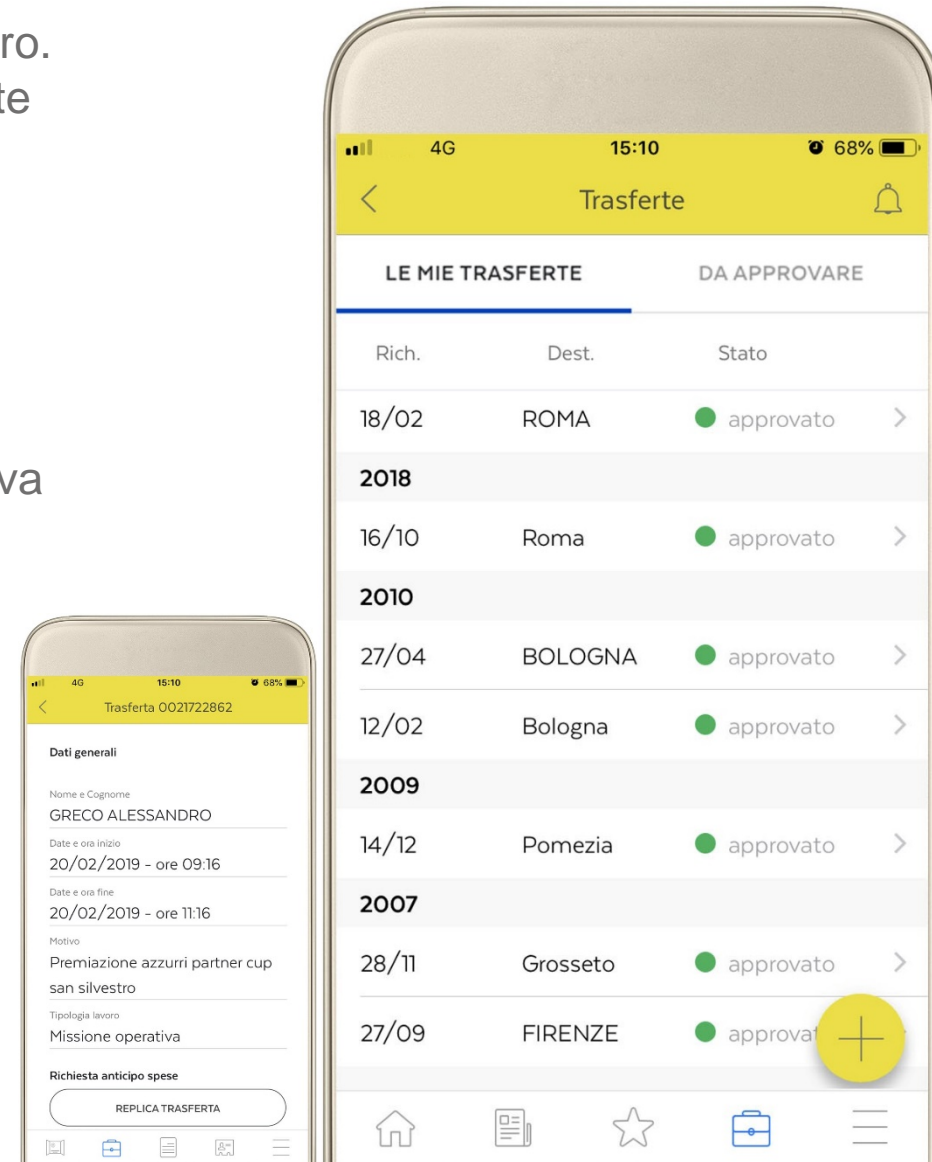 ro.
te
va
4G 15:10 68%
Trasferte
LE MIE TRASFERTE DA APPROVARE
Rich. Dest. Stato
18/02 ROMA approvato
2018
16/10 Roma approvato
2010
27/04 BOLOGNA approvato
12/02 Bologna approvato
2009
14/12 Pomezia approvato
2007
28/11 Grosseto approvato
27/09 FIRENZE approvat
4G 15:10 68%
Trasferta 0021722862
Dati generali
Nome e Cognome
GRECO ALESSANDRO
Date e ora inizio
20/02/2019 - ore 09:16
Date e ora fine
20/02/2019 - ore 11:16
Motivo
Premiazione azzurri partner cup
san silvestro
Tipologia lavoro
Missione operativa
Richiesta anticipo spese
REPLICA TRASFERTA